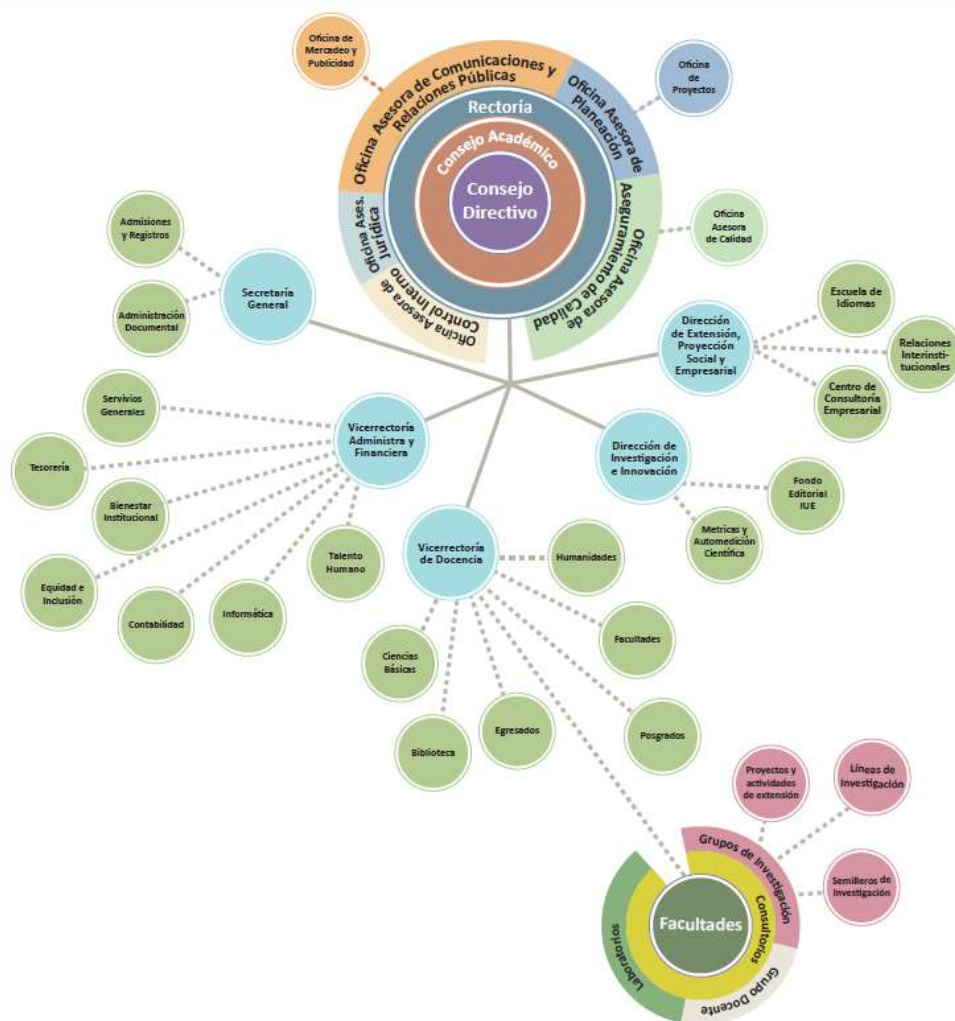 Oficina de
Mercadeo y
Publicidad
Oficina Asesora de Comunicaciones y
Relaciones Públicas
Oficina Asesora de
Planeación
Oficina
de
Proyectos
Rectoría
Consejo Académico
Consejo
Directivo
Oficina Ases.
Jurídica
Oficina Asesora de
Control Interno
Oficina Asesora de
Aseguramiento de Calidad
Oficina
Asesora
de Calidad
Admisiones
y Registros
Administración
Documental
Secretaría
General
Dirección
de Extensión,
Proyección
Social y
Empresarial
Escuela de
Idiomas
Relaciones
Interinsti-
tucionales
Centro de
Consultoría
Empresarial
Servivios
Generales
Tesorería
Bienestar
Institucional
Equidad e
Inclusión
Contabilidad
Informática
Talento
Humano
Vicerrectoría
Administra y
Financiera
Dirección de
Investigación
e Innovación
Fondo
Editorial
IUE
Metricas y
Automedición
Científica
Vicerrectoría
de Docencia
Humanidades
Facultades
Ciencias
Básicas
Biblioteca
Egresados
Posgrados
Proyectos y
actividades
de extensión
Líneas de
Investigación
Semilleros de
Investigación
Grupos de Investigación
Consultorios
Facultades
Laboratorios
Grupo Docente